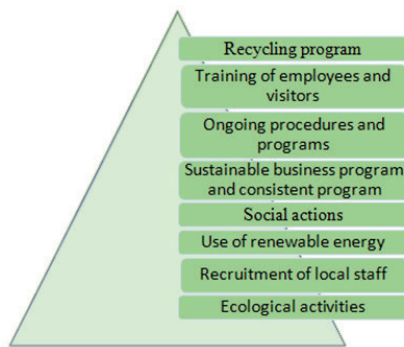 Recycling program
Training of employees and
visitors
Ongoing procedures and
programs
Sustainable business program
and consistent program
Social actions
Use of renewable energy
Recruitment of local staff
Ecological activities